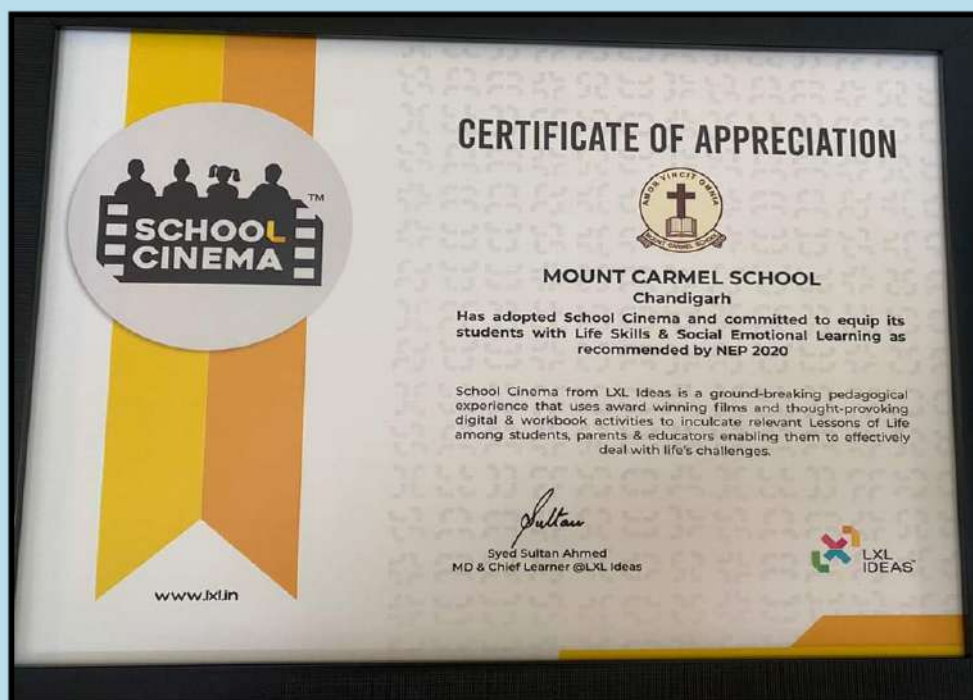 SCHOOL
CINEMA
TM
www.lxl.in
CERTIFICATE OF APPRECIATION
AMOR VINCIT OMNIA
MOUNT CARMEL SCHOOL
MOUNT CARMEL SCHOOL
Chandigarh
Has adopted School Cinema and committed to equip its
students with Life Skills & Social Emotional Learning as
recommended by NEP 2020
School Cinema from LXL Ideas is a ground-breaking pedagogical
experience that uses award winning films and thought-provoking
digital & workbook activities to inculcate relevant Lessons of Life
among students, parents & educators enabling them to effectively
deal with life's challenges.
Sultan
Syed Sultan Ahmed
MD & Chief Learner @LXL Ideas
LXL
IDEAS